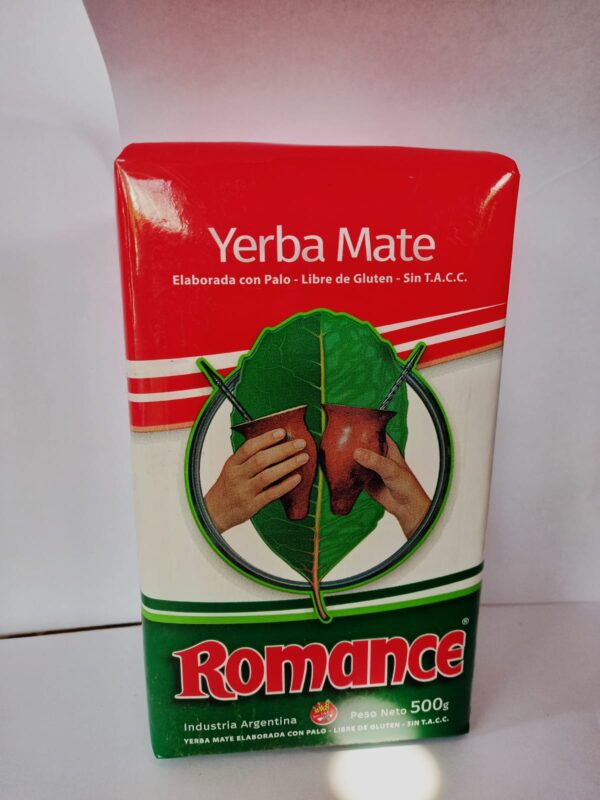 Yerba Mate
Elaborada con Palo - Libre de Gluten - Sin T.A.C.C.
Romance®
Industria Argentina
Peso Neto 500g
YERBA MATE ELABORADA CON PALO - LIBRE DE GLUTEN - SIN T.A.C.C.